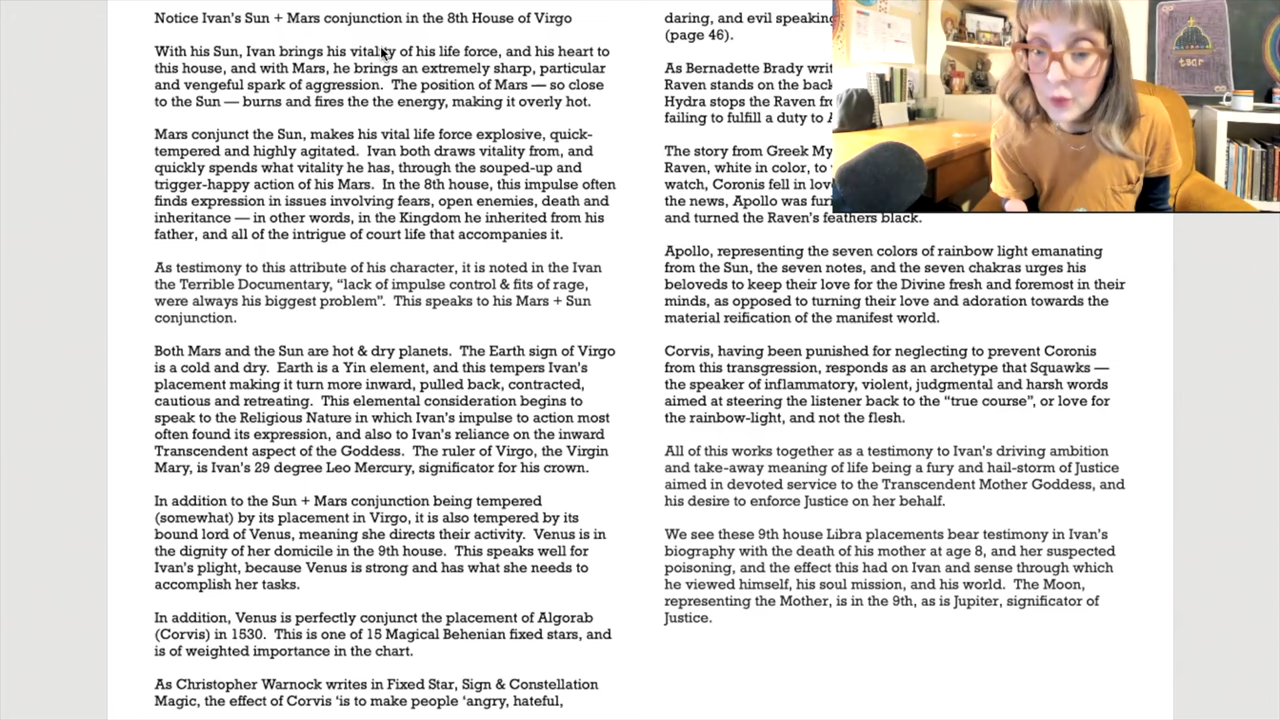 Notice Ivan's Sun + Mars conjunction in the 8th House of Virgo
With his Sun, Ivan brings his vitality of his life force, and his heart to
this house, and with Mars, he brings an extremely sharp, particular
and vengeful spark of aggression.  The position of Mars — so close
to the Sun — burns and fires the the energy, making it overly hot.
Mars conjunct the Sun, makes his vital life force explosive, quick-
tempered and highly agitated.  Ivan both draws vitality from, and
quickly spends what vitality he has, through the souped-up and
trigger-happy action of his Mars.  In the 8th house, this impulse often
finds expression in issues involving fears, open enemies, death and
inheritance — in other words, in the Kingdom he inherited from his
father, and all of the intrigue of court life that accompanies it.
As testimony to this attribute of his character, it is noted in the Ivan
the Terrible Documentary, “lack of impulse control & fits of rage,
were always his biggest problem”.  This speaks to his Mars + Sun
conjunction.
Both Mars and the Sun are hot & dry planets.  The Earth sign of Virgo
is a cold and dry.  Earth is a Yin element, and this tempers Ivan's
placement making it turn more inward, pulled back, contracted,
cautious and retreating.  This elemental consideration begins to
speak to the Religious Nature in which Ivan's impulse to action most
often found its expression, and also to Ivan's reliance on the inward
Transcendent aspect of the Goddess.  The ruler of Virgo, the Virgin
Mary, is Ivan's 29 degree Leo Mercury, significator for his crown.
In addition to the Sun + Mars conjunction being tempered
(somewhat) by its placement in Virgo, it is also tempered by its
bound lord of Venus, meaning she directs their activity.  Venus is in
the dignity of her domicile in the 9th house.  This speaks well for
Ivan's plight, because Venus is strong and has what she needs to
accomplish her tasks.
In addition, Venus is perfectly conjunct the placement of Algorab
(Corvis) in 1530.  This is one of 15 Magical Behenian fixed stars, and
is of weighted importance in the chart.
As Christopher Warnock writes in Fixed Star, Sign & Constellation
Magic, the effect of Corvis ‘is to make people ‘angry, hateful,
daring, and evil speaking
(page 46).
As Bernadette Brady writ
Raven stands on the back
Hydra stops the Raven fr
failing to fulfill a duty to
The story from Greek My
Raven, white in color, to
watch, Coronis fell in lov
the news, Apollo was furi
and turned the Raven's feathers black.
Apollo, representing the seven colors of rainbow light emanating
from the Sun, the seven notes, and the seven chakras urges his
beloveds to keep their love for the Divine fresh and foremost in their
minds, as opposed to turning their love and adoration towards the
material reification of the manifest world.
Corvis, having been punished for neglecting to prevent Coronis
from this transgression, responds as an archetype that Squawks —
the speaker of inflammatory, violent, judgmental and harsh words
aimed at steering the listener back to the “true course”, or love for
the rainbow-light, and not the flesh.
All of this works together as a testimony to Ivan's driving ambition
and take-away meaning of life being a fury and hail-storm of Justice
aimed in devoted service to the Transcendent Mother Goddess, and
his desire to enforce Justice on her behalf.
We see these 9th house Libra placements bear testimony in Ivan's
biography with the death of his mother at age 8, and her suspected
poisoning, and the effect this had on Ivan and sense through which
he viewed himself, his soul mission, and his world.  The Moon,
representing the Mother, is in the 9th, as is Jupiter, significator of
Justice.